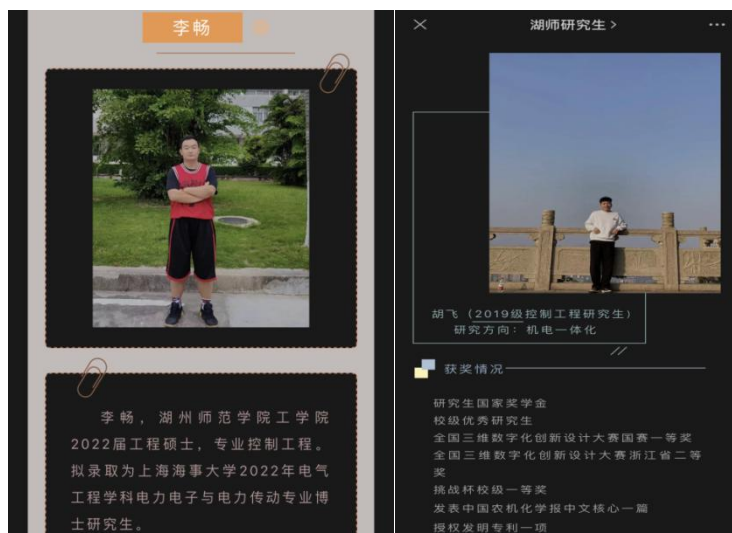 李畅
李畅，湖州师范学院工学院
2022届工程硕士，专业控制工程。
拟录取为上海海事大学2022年电气
工程学科电力电子与电力传动专业博
士研究生。
湖师研究生 >
胡飞（2019级控制工程研究生）
研究方向：机电一体化
获奖情况
研究生国家奖学金
校级优秀研究生
全国三维数字化创新设计大赛国赛一等奖
全国三维数字化创新设计大赛浙江省二等
奖
挑战杯校级一等奖
发表中国农机化学报中文核心一篇
授权发明专利一项